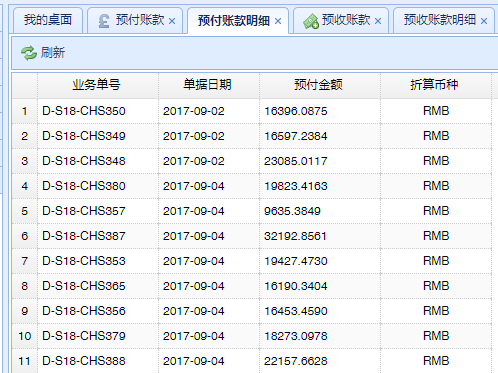 我的桌面 预付账款 预付账款明细 预收账款 预收账款明细
刷新
业务单号 单据日期 预付金额 折算币种
1 D-S18-CHS350 2017-09-02 16396.0875 RMB
2 D-S18-CHS349 2017-09-02 16597.2384 RMB
3 D-S18-CHS348 2017-09-02 23085.0117 RMB
4 D-S18-CHS380 2017-09-04 19823.4163 RMB
5 D-S18-CHS357 2017-09-04 9635.3849 RMB
6 D-S18-CHS387 2017-09-04 32192.8561 RMB
7 D-S18-CHS353 2017-09-04 19427.4730 RMB
8 D-S18-CHS365 2017-09-04 16190.3404 RMB
9 D-S18-CHS356 2017-09-04 16453.4590 RMB
10 D-S18-CHS379 2017-09-04 18273.0978 RMB
11 D-S18-CHS388 2017-09-04 22157.6628 RMB